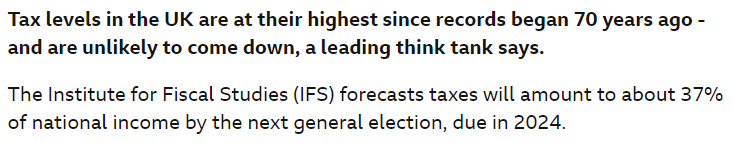 Tax levels in the UK are at their highest since records began 70 years ago -
and are unlikely to come down, a leading think tank says.
The Institute for Fiscal Studies (IFS) forecasts taxes will amount to about 37%
of national income by the next general election, due in 2024.